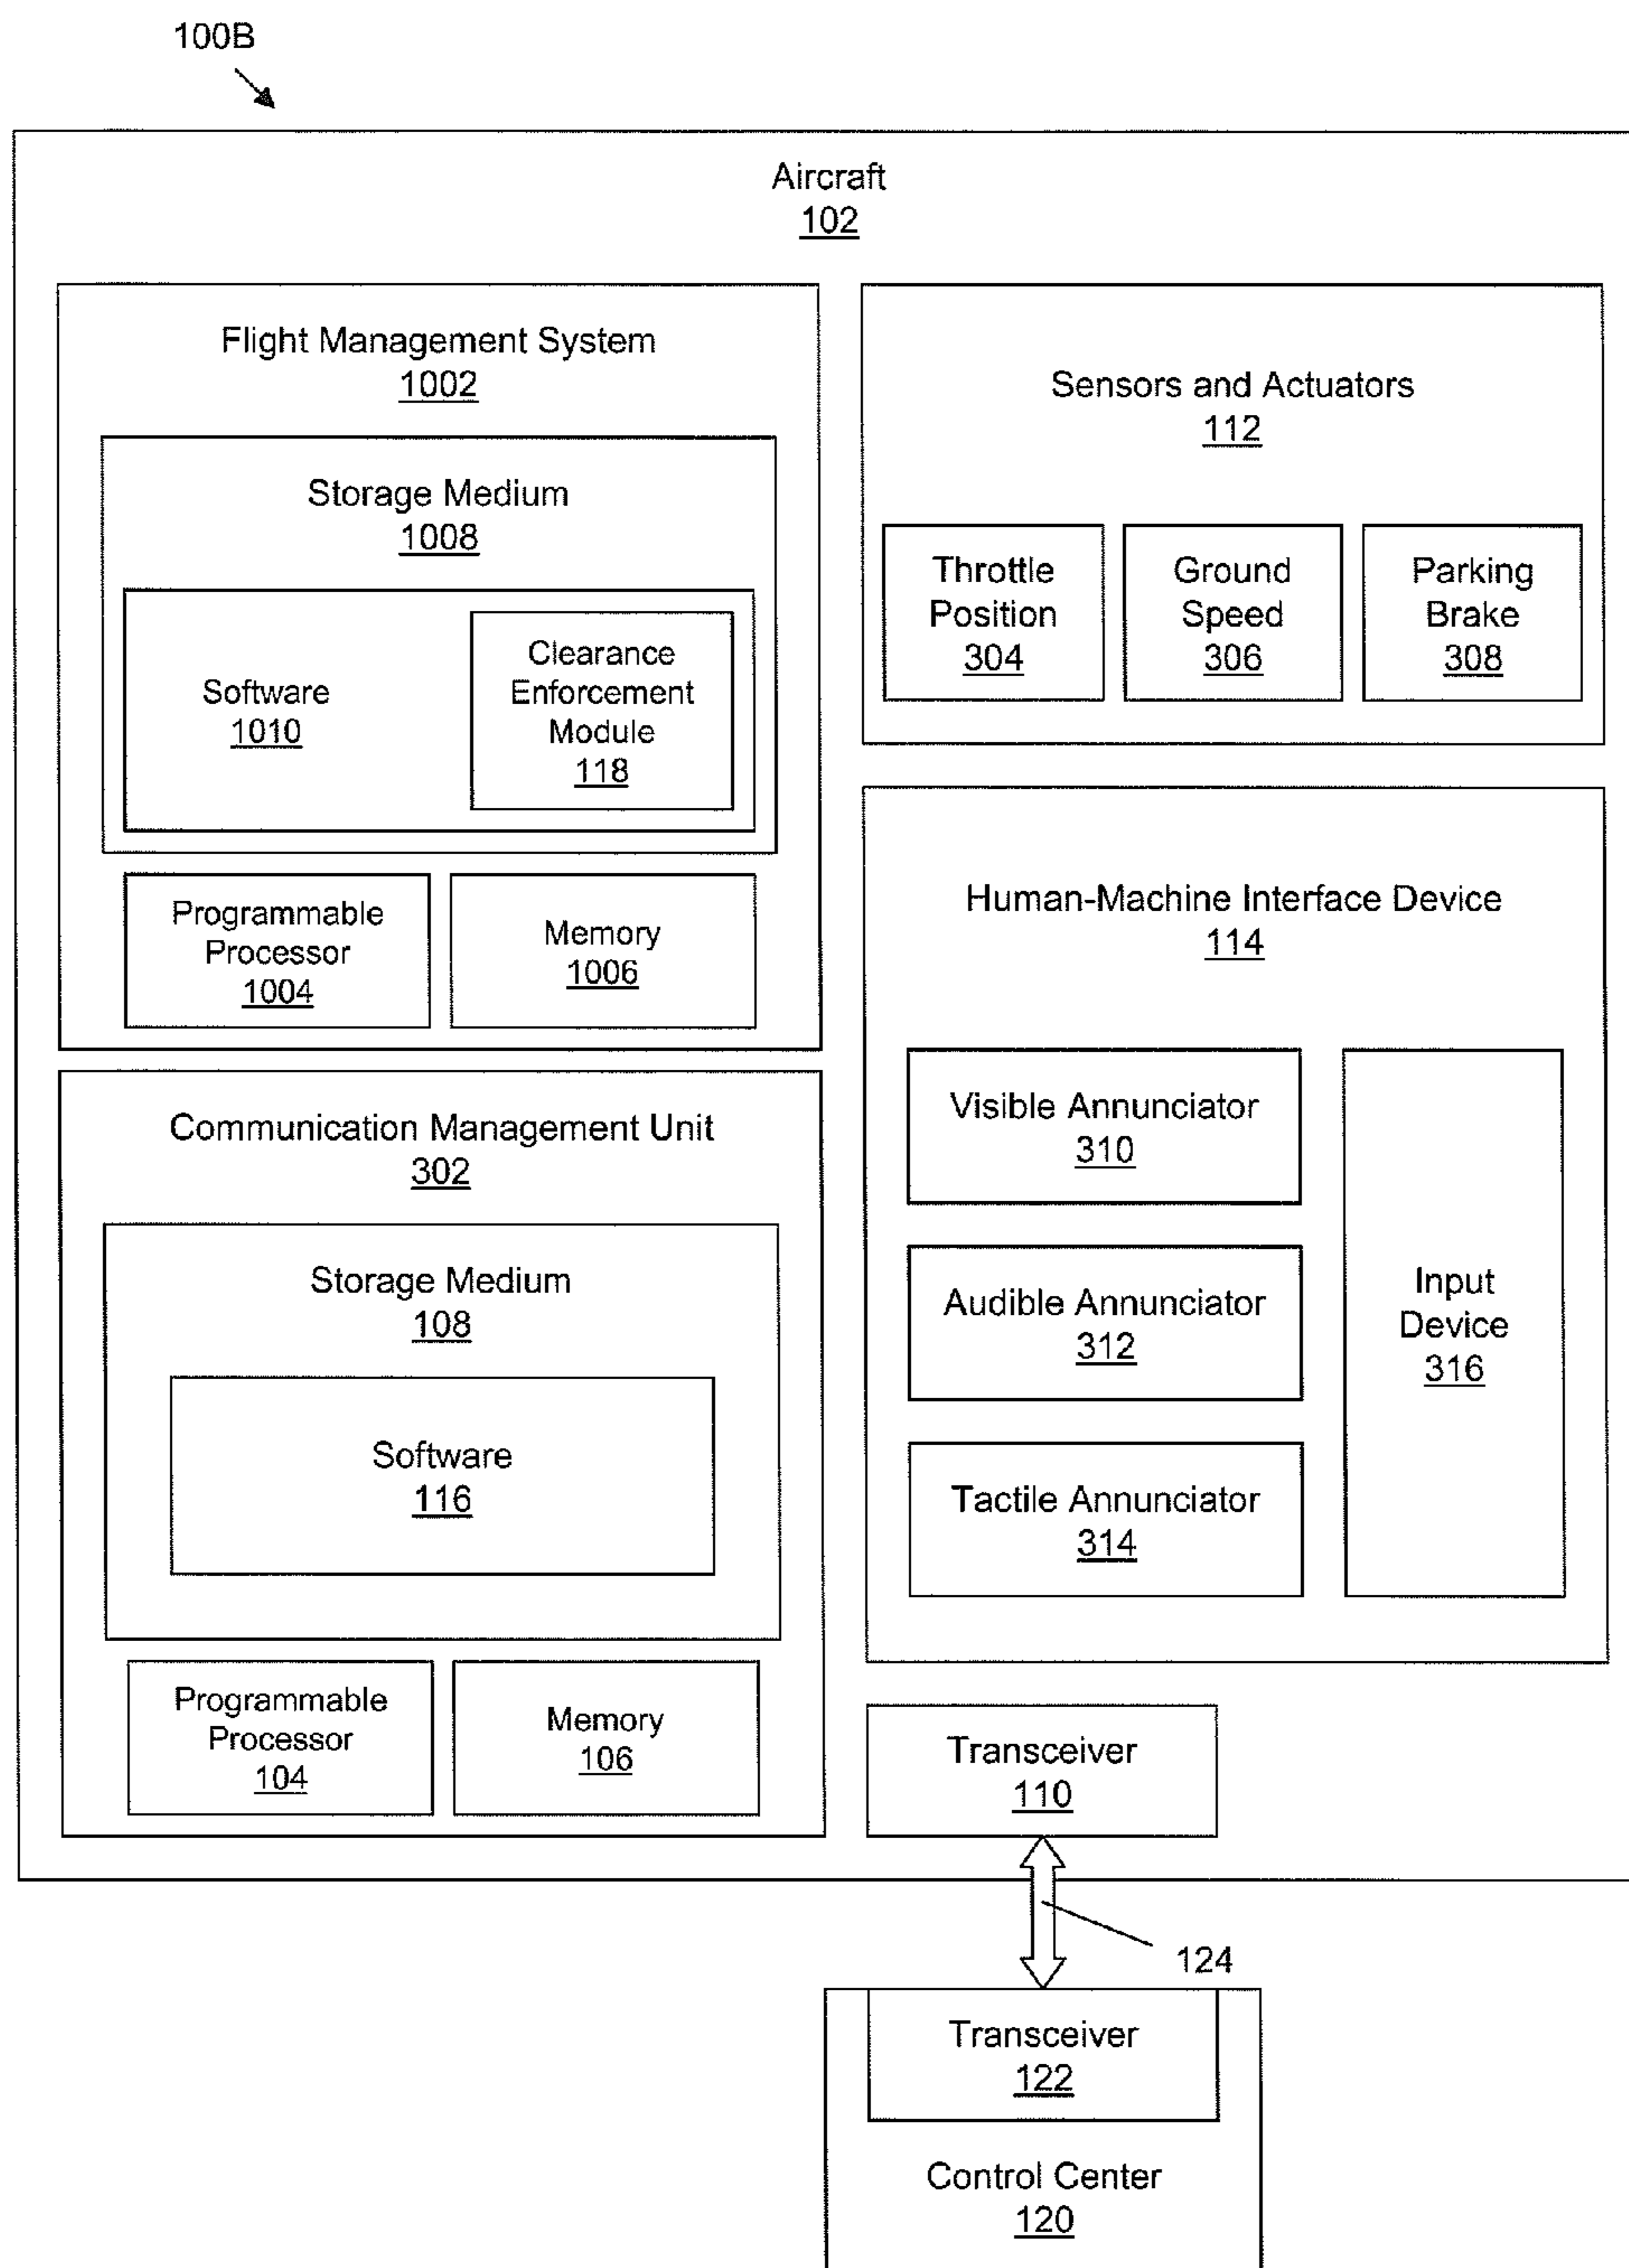 100B
Aircraft
102
Flight Management System
1002
Storage Medium
1008
Software
1010
Clearance
Enforcement
Module
118
Programmable
Processor
1004
Memory
1006
Communication Management Unit
302
Storage Medium
108
Software
116
Programmable
Processor
104
Memory
106
Sensors and Actuators
112
Throttle
Position
304
Ground
Speed
306
Parking
Brake
308
Human-Machine Interface Device
114
Visible Annunciator
310
Audible Annunciator
312
Tactile Annunciator
314
Input
Device
316
Transceiver
110
124
Transceiver
122
Control Center
120